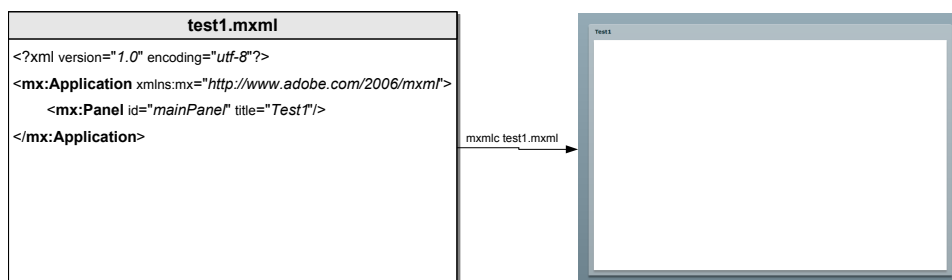 test1.mxml
<?xml version="1.0" encoding="utf-8"?>
<mx:Application xmlns:mx="http://www.adobe.com/2006/mxml">
<mx:Panel id="mainPanel" title="Test1"/>
</mx:Application>
mxmlc test1.mxml
Test1